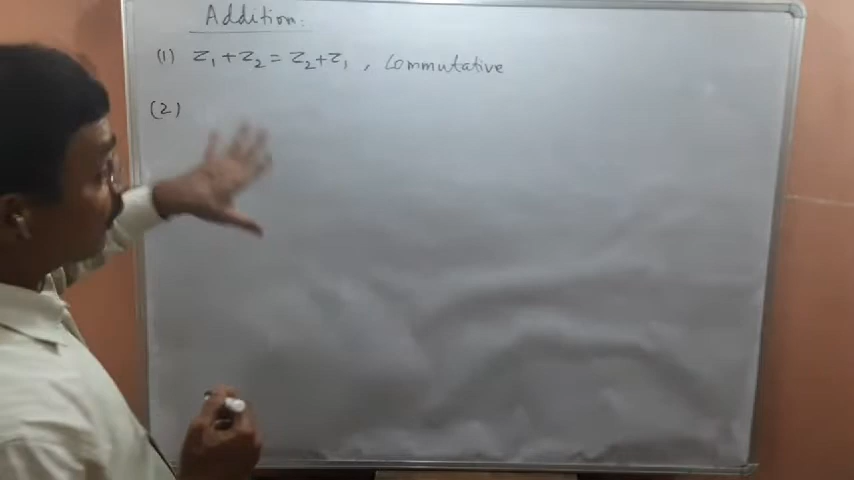 Addition:
(1) Z₁ + Z₂ = Z₂ + Z₁ , Commutative
(2)